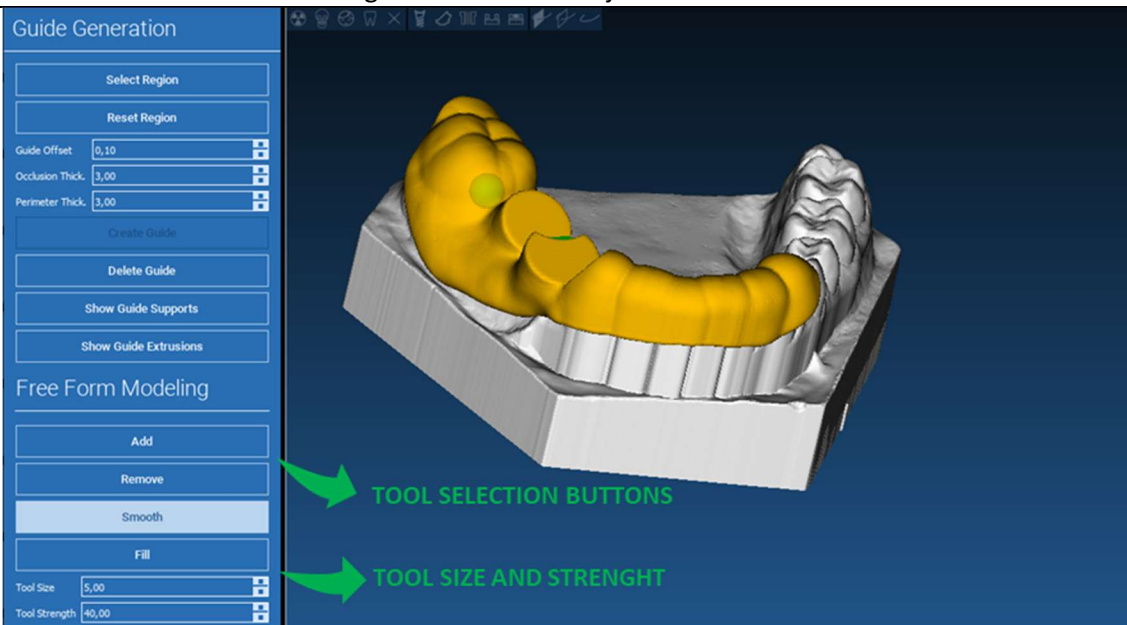 Guide Generation
Select Region
Reset Region
Guide Offset 0,10
Occlusion Thick. 3,00
Perimeter Thick. 3,00
Create Guide
Delete Guide
Show Guide Supports
Show Guide Extrusions
Free Form Modeling
Add
Remove
Smooth
Fill
Tool Size 5,00
Tool Strength 40,00
TOOL SELECTION BUTTONS
TOOL SIZE AND STRENGHT